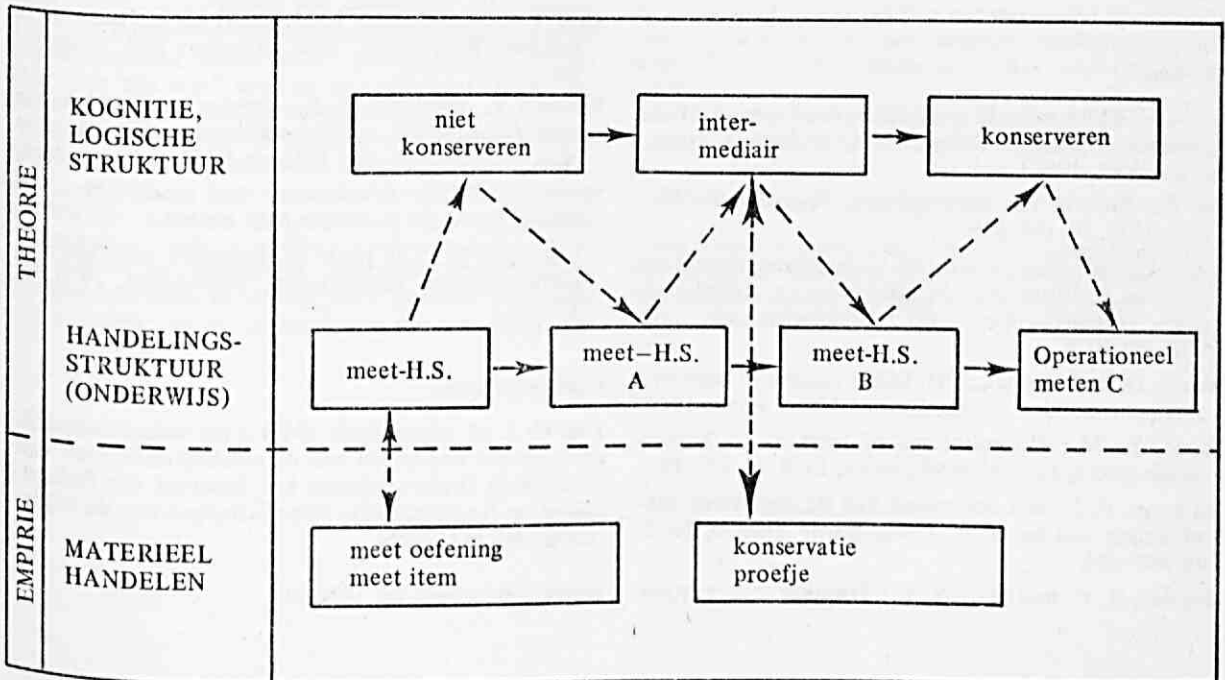 THEORIE
KOGNITIE,
LOGISCHE
STRUKTUUR
niet
konserveren
inter-
mediair
konserveren
HANDELINGS-
STRUKTUUR
(ONDERWIJS)
meet-H.S.
meet–H.S.
A
meet-H.S.
B
Operationeel
meten C
EMPIRIE
MATERIEEL
HANDELEN
meet oefening
meet item
konservatie
proefje